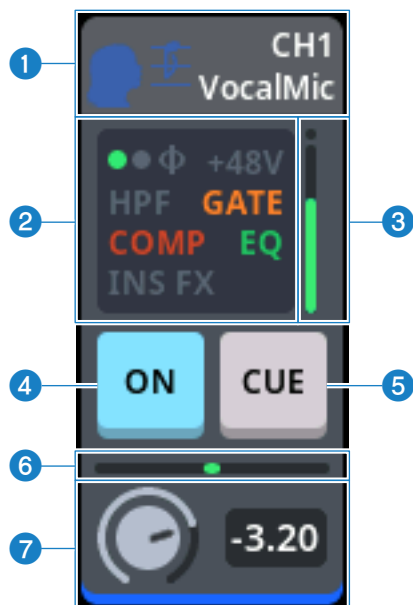 CH1
VocalMic
1
Φ +48V
2
3
HPF GATE
COMP EQ
INS FX
4
ON CUE
5
6
7
-3.20